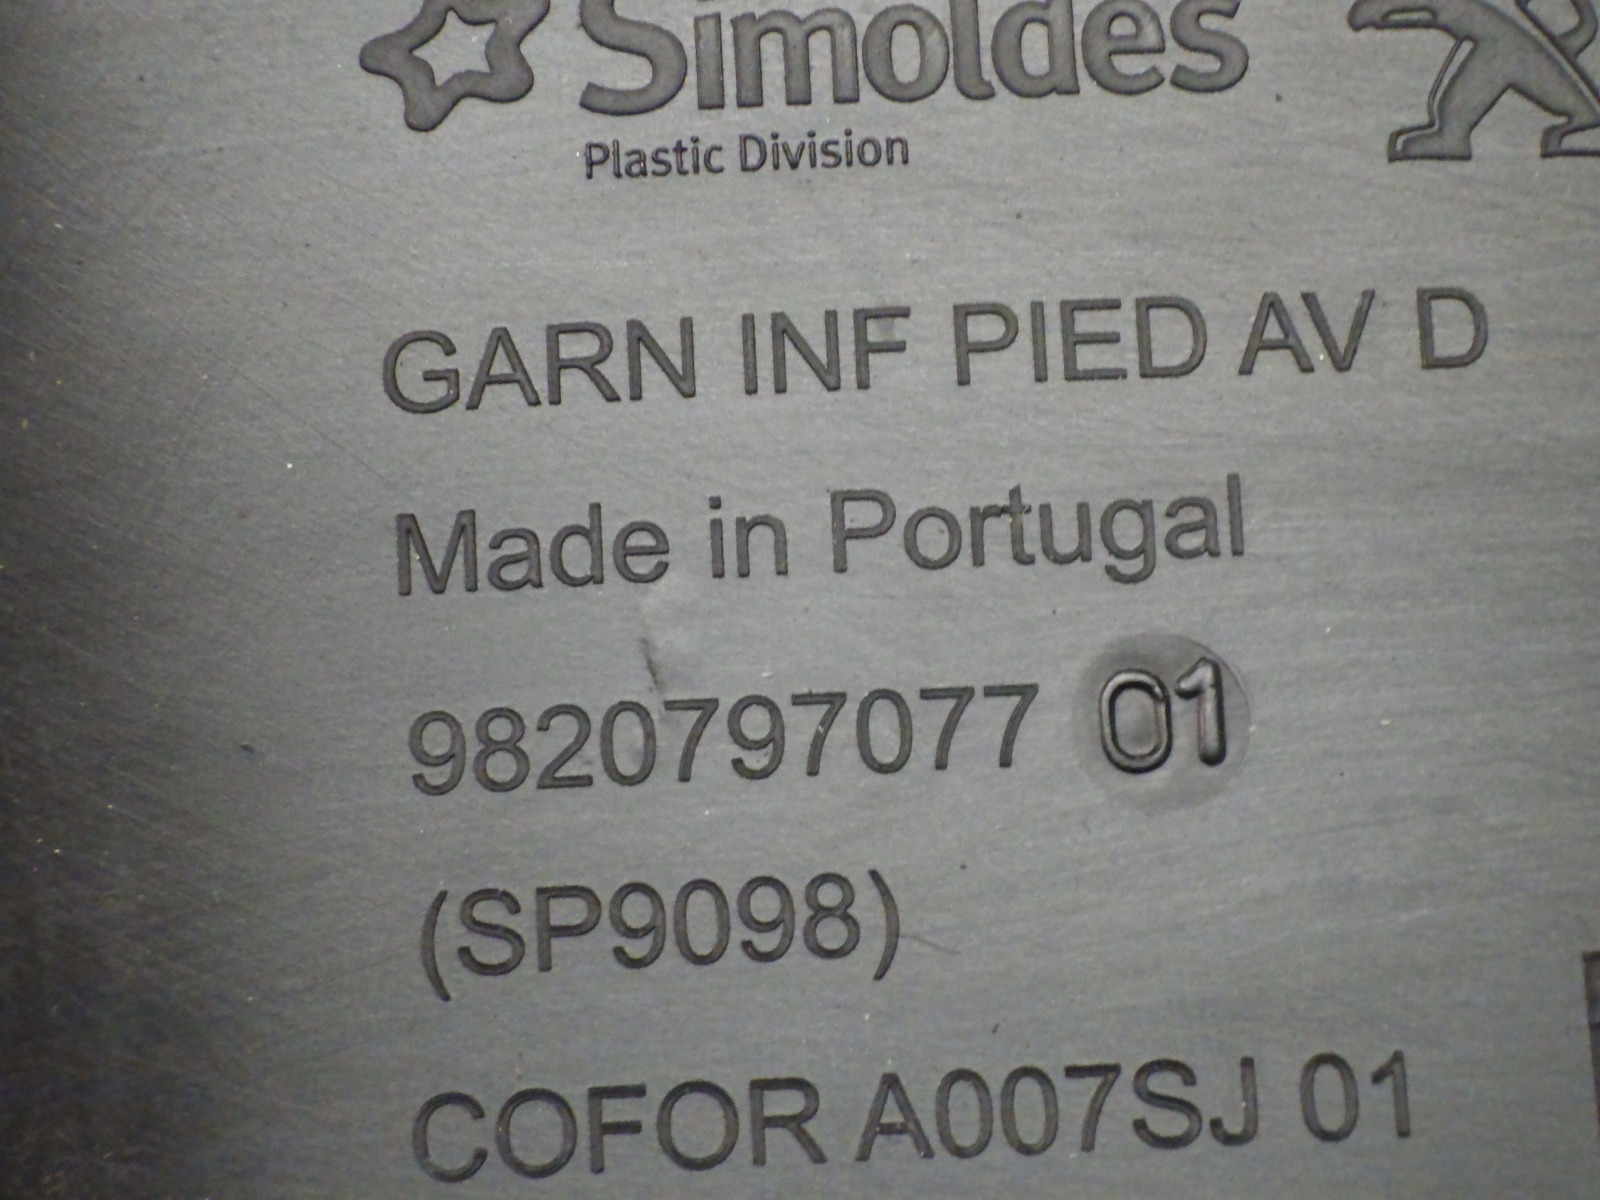 Simoldes
Plastic Division
GARN INF PIED AV D
Made in Portugal
9820797077 01
(SP9098)
COFOR A007SJ 01